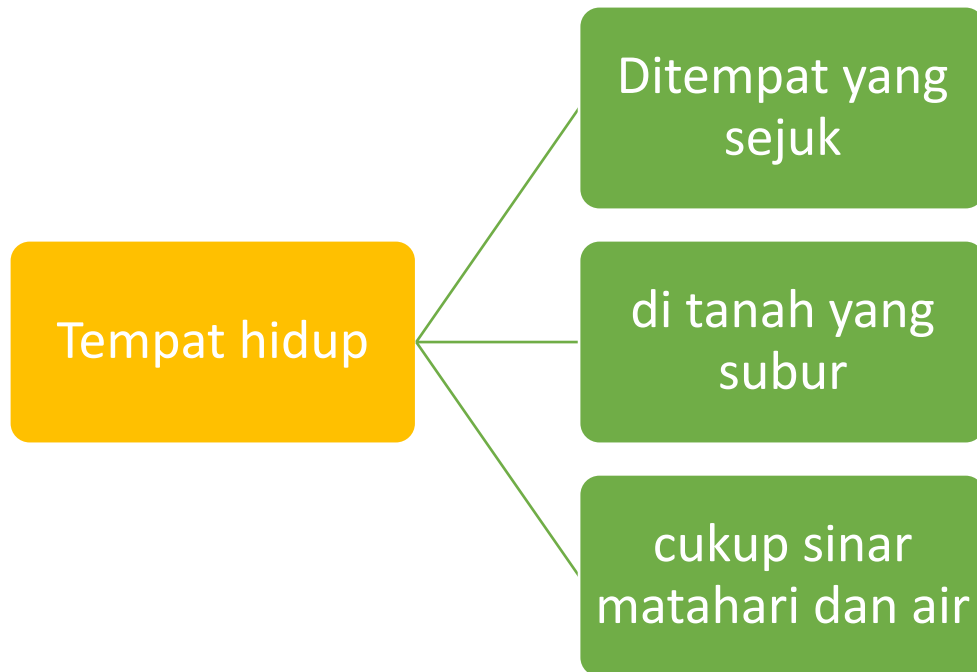 Tempat hidup
Ditempat yang
sejuk
di tanah yang
subur
cukup sinar
matahari dan air